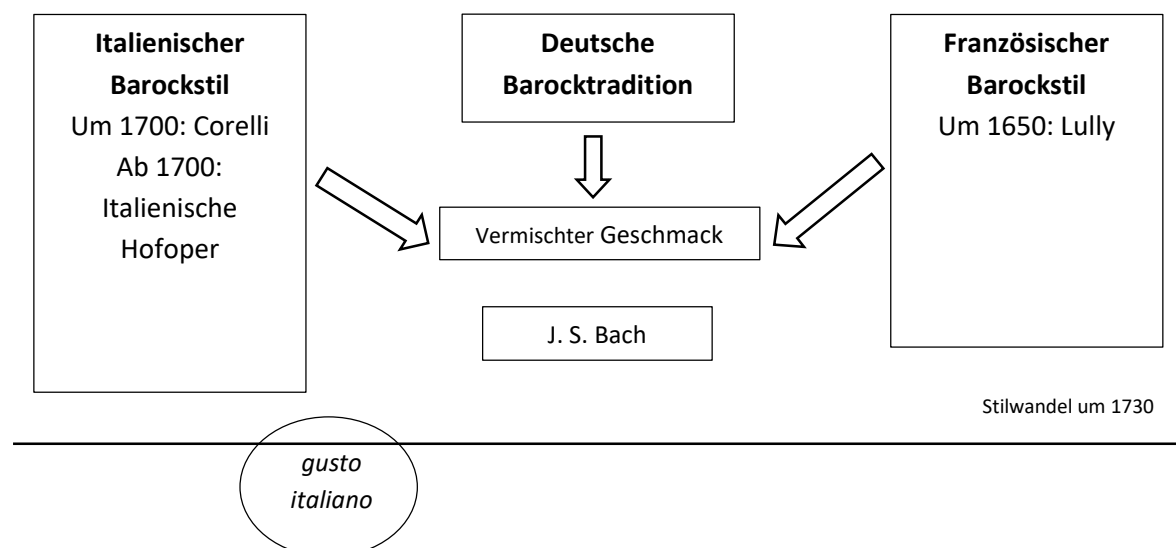 Italienischer
Barockstil
Um 1700: Corelli
Ab 1700:
Italienische
Hofoper
Deutsche
Barocktradition
Französischer
Barockstil
Um 1650: Lully
Vermischter Geschmack
J. S. Bach
Stilwandel um 1730
gusto
italiano